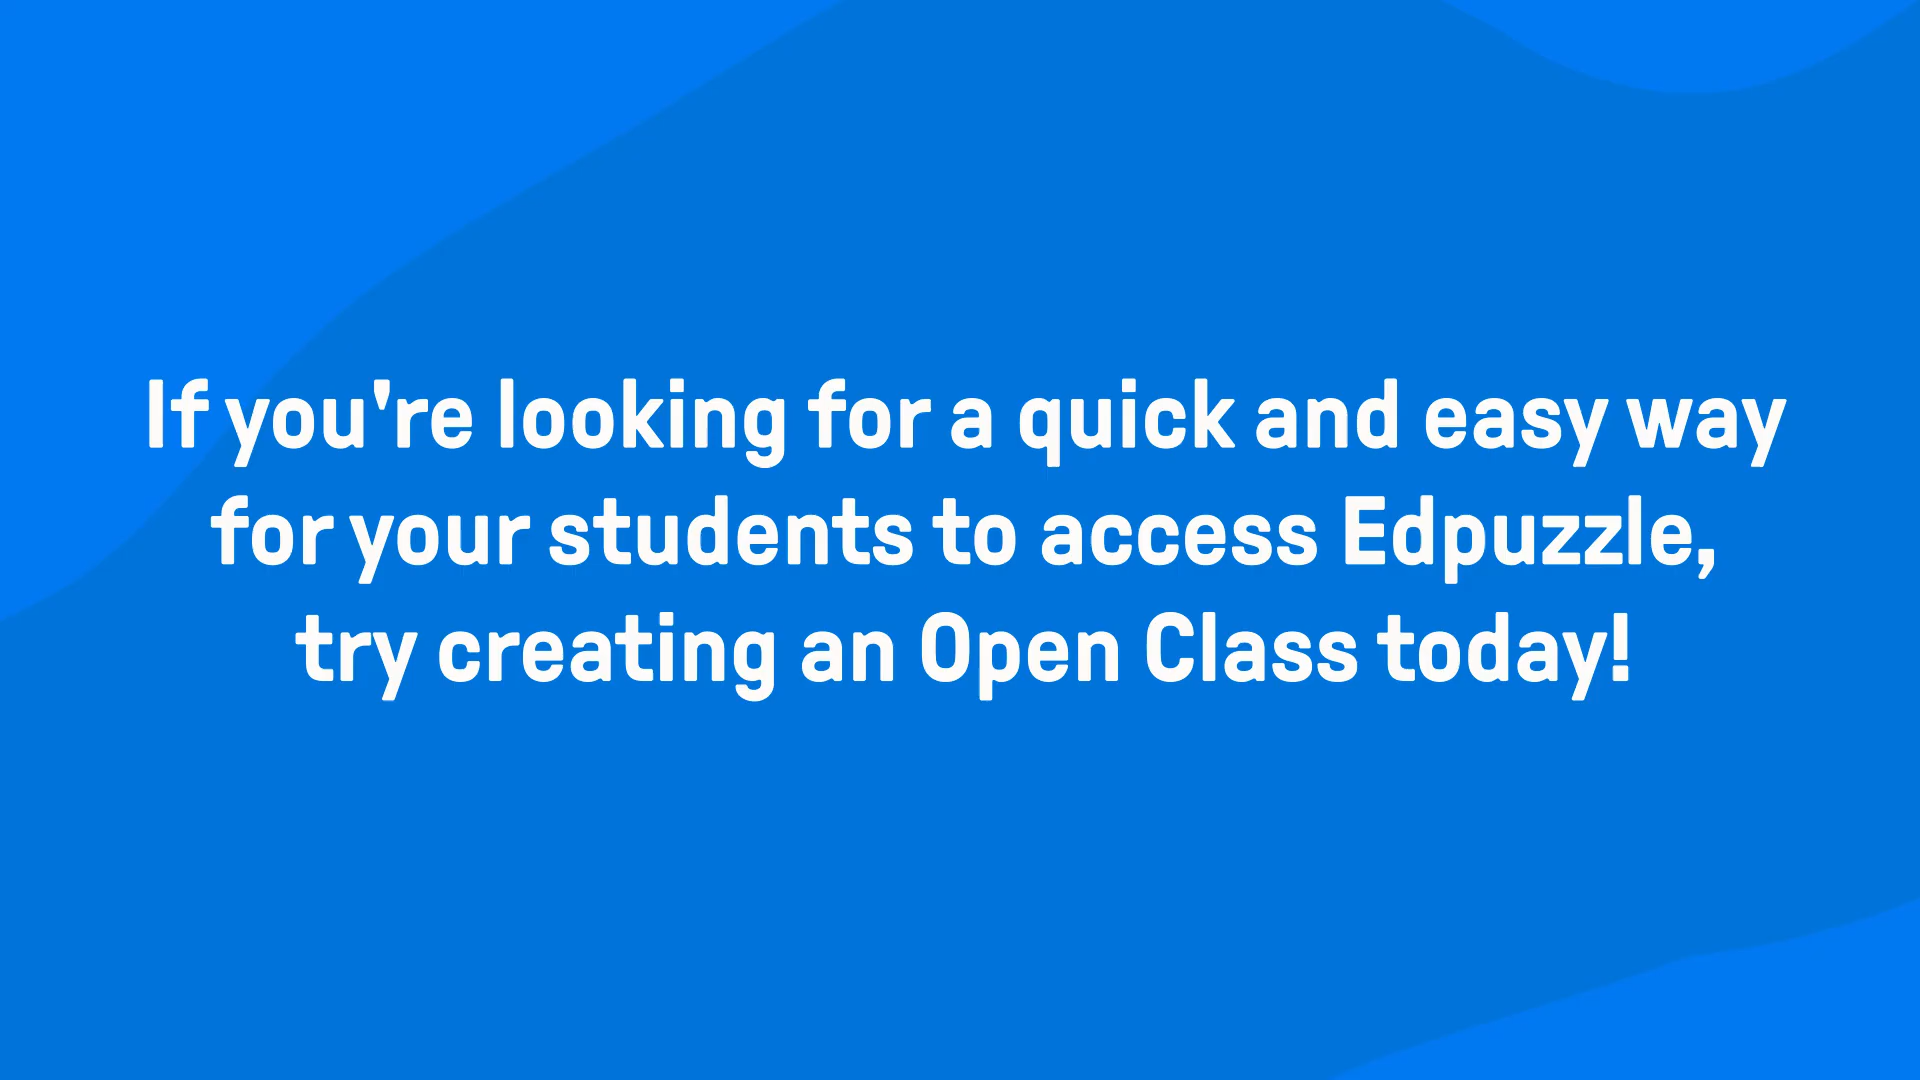 If you're looking for a quick and easy way
for your students to access Edpuzzle,
try creating an Open Class today!